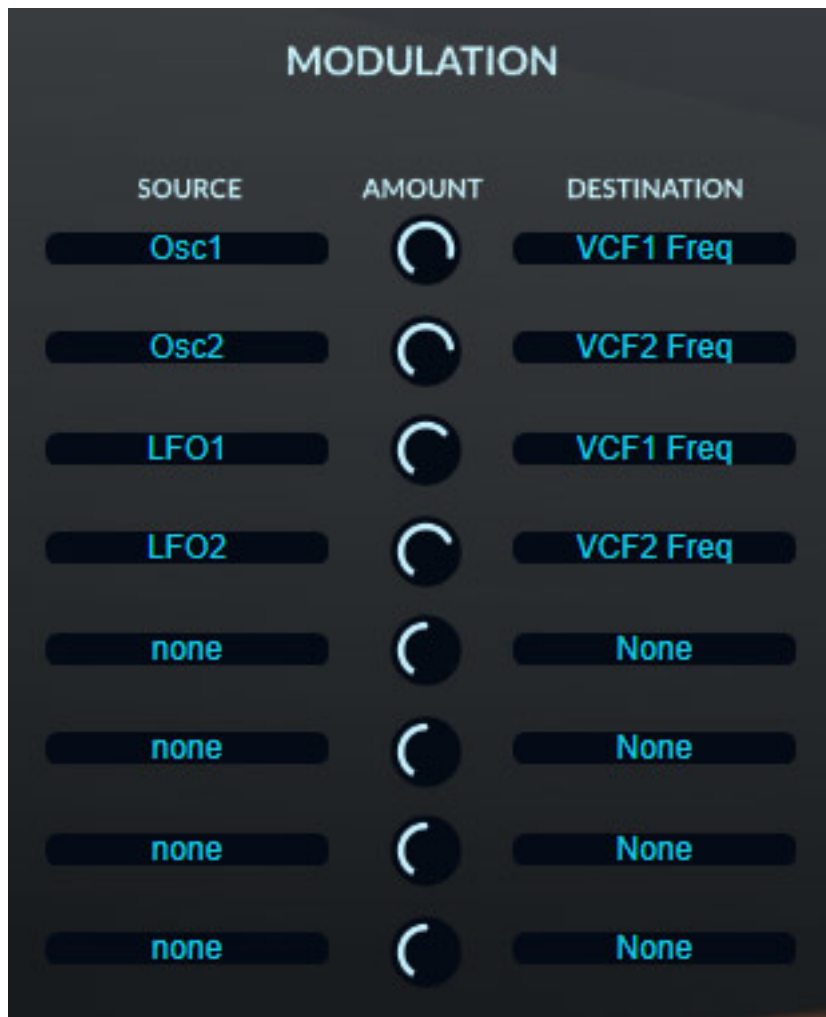 MODULATION
SOURCE AMOUNT DESTINATION
Osc1 VCF1 Freq
Osc2 VCF2 Freq
LFO1 VCF1 Freq
LFO2 VCF2 Freq
none None
none None
none None
none None